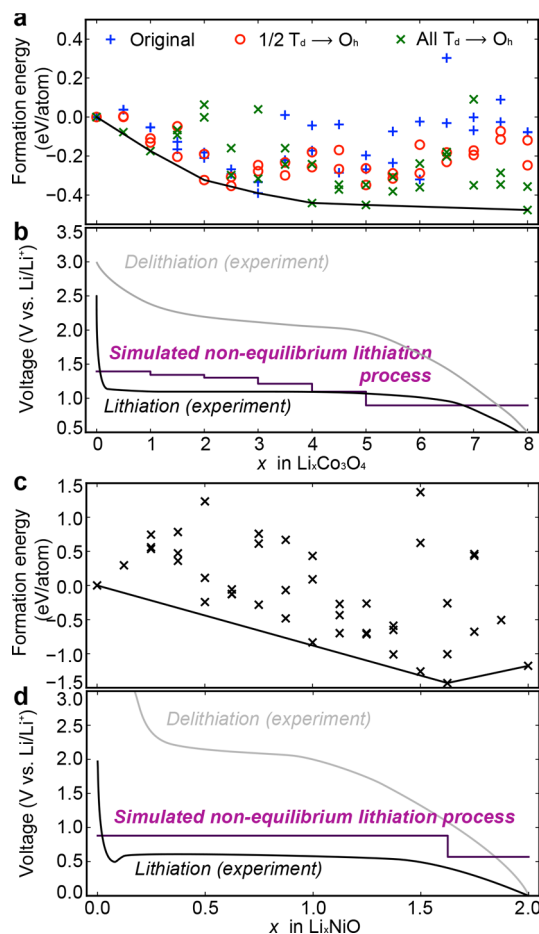 a
+ Original ○ 1/2 Td → Oh × All Td → Oh
Formation energy
(eV/atom)
0.4
0.2
0.0
−0.2
−0.4
b
Voltage (V vs. Li/Li⁺)
3.5
3.0
2.5
2.0
1.5
1.0
0.5
Delithiation (experiment)
Simulated non-equilibrium lithiation
process
Lithiation (experiment)
0 1 2 3 4 5 6 7 8
x in LiₓCo₃O₄
c
Formation energy
(eV/atom)
1.5
1.0
0.5
0.0
−0.5
−1.0
−1.5
d
Voltage (V vs. Li/Li⁺)
3.0
2.5
2.0
1.5
1.0
0.5
0.0
Delithiation (experiment)
Simulated non-equilibrium lithiation process
Lithiation (experiment)
0.0 0.5 1.0 1.5 2.0
x in LiₓNiO